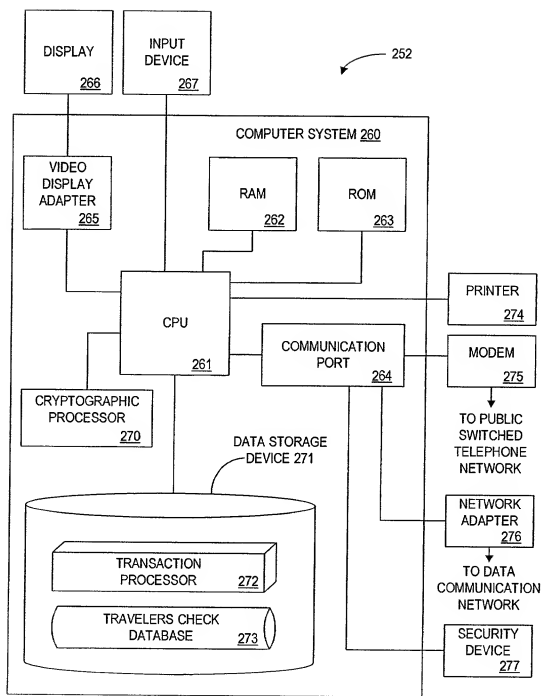 DISPLAY
266
INPUT
DEVICE
267
252
COMPUTER SYSTEM 260
VIDEO
DISPLAY
ADAPTER
265
RAM
262
ROM
263
CPU
261
PRINTER
274
COMMUNICATION
PORT
264
MODEM
275
CRYPTOGRAPHIC
PROCESSOR
270
TO PUBLIC
SWITCHED
TELEPHONE
NETWORK
DATA STORAGE
DEVICE 271
NETWORK
ADAPTER
276
TRANSACTION
PROCESSOR
272
TO DATA
COMMUNICATION
NETWORK
TRAVELERS CHECK
DATABASE
273
SECURITY
DEVICE
277